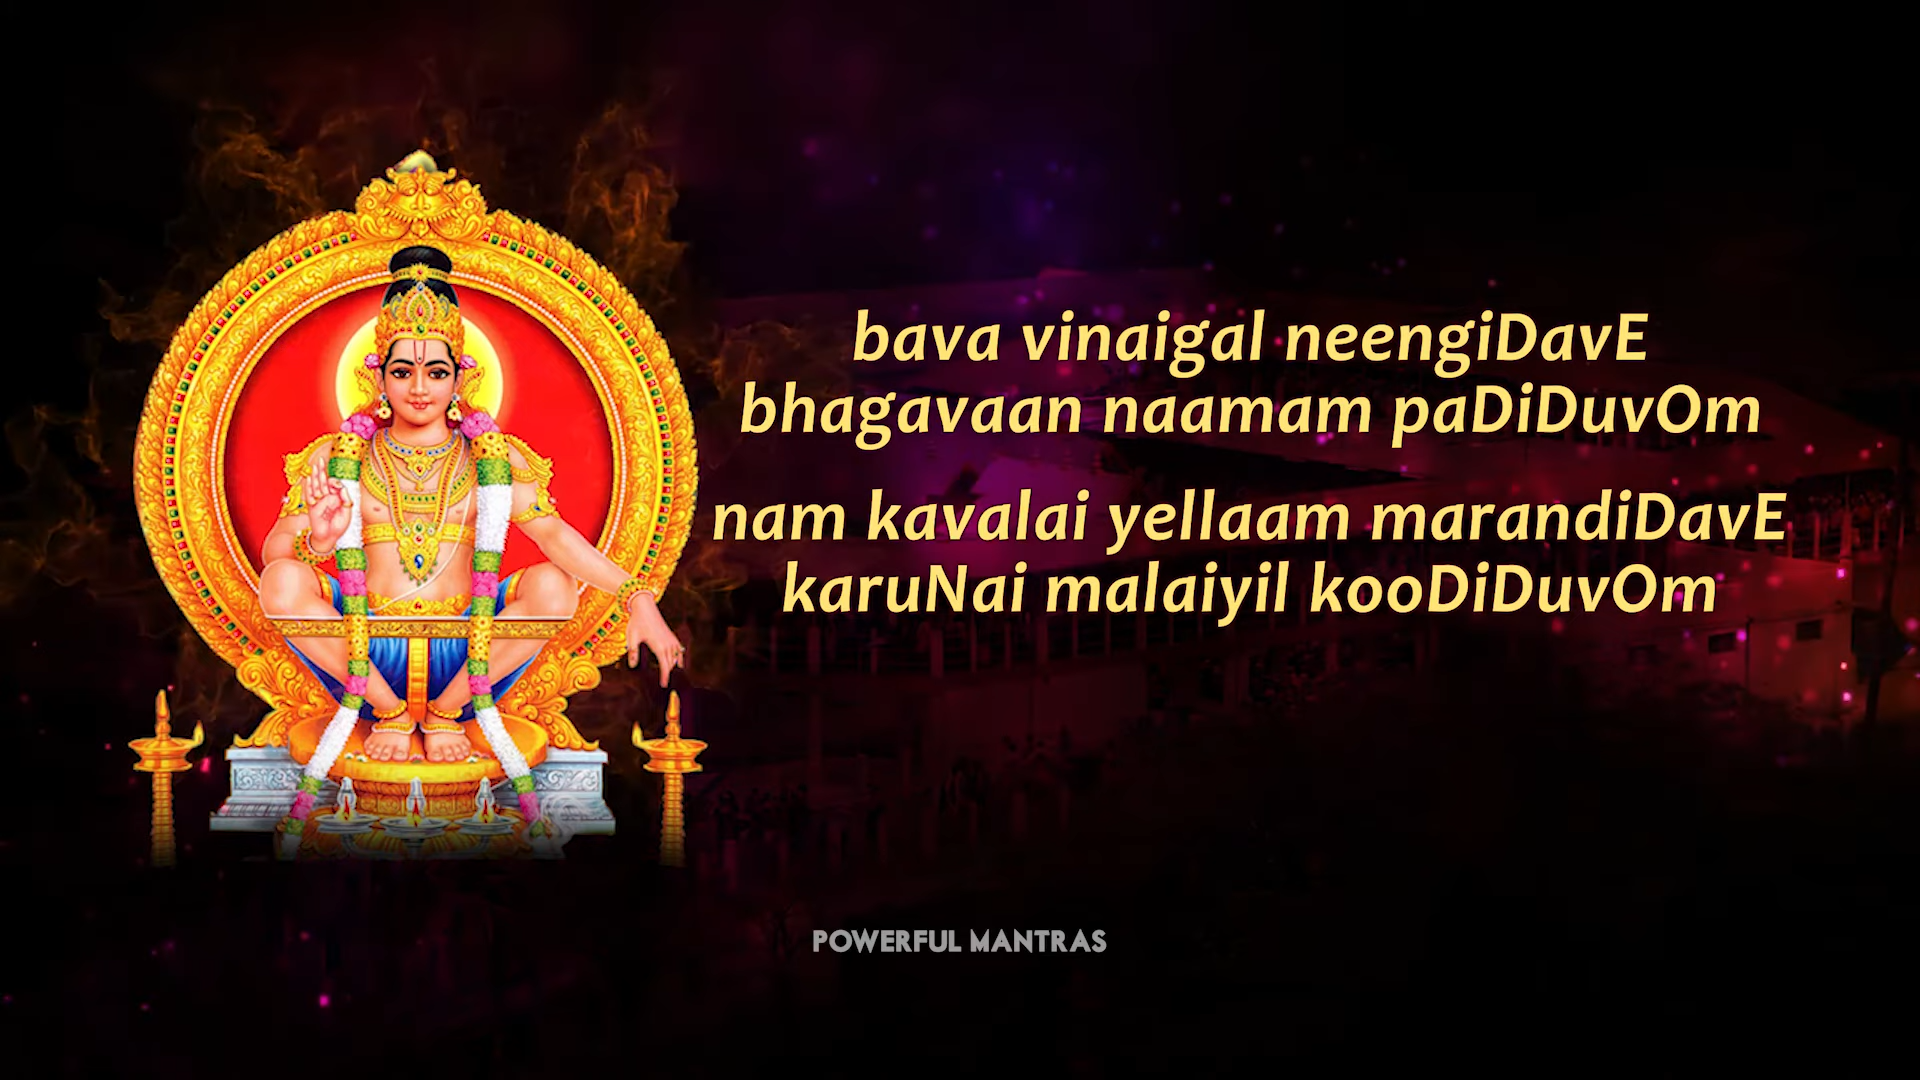 bava vinaigal neengiDavE
bhagavaan naamam paDiDuvOm
nam kavalai yellaam marandiDavE
karuNai malaiyil kooDiDuvOm
POWERFUL MANTRAS